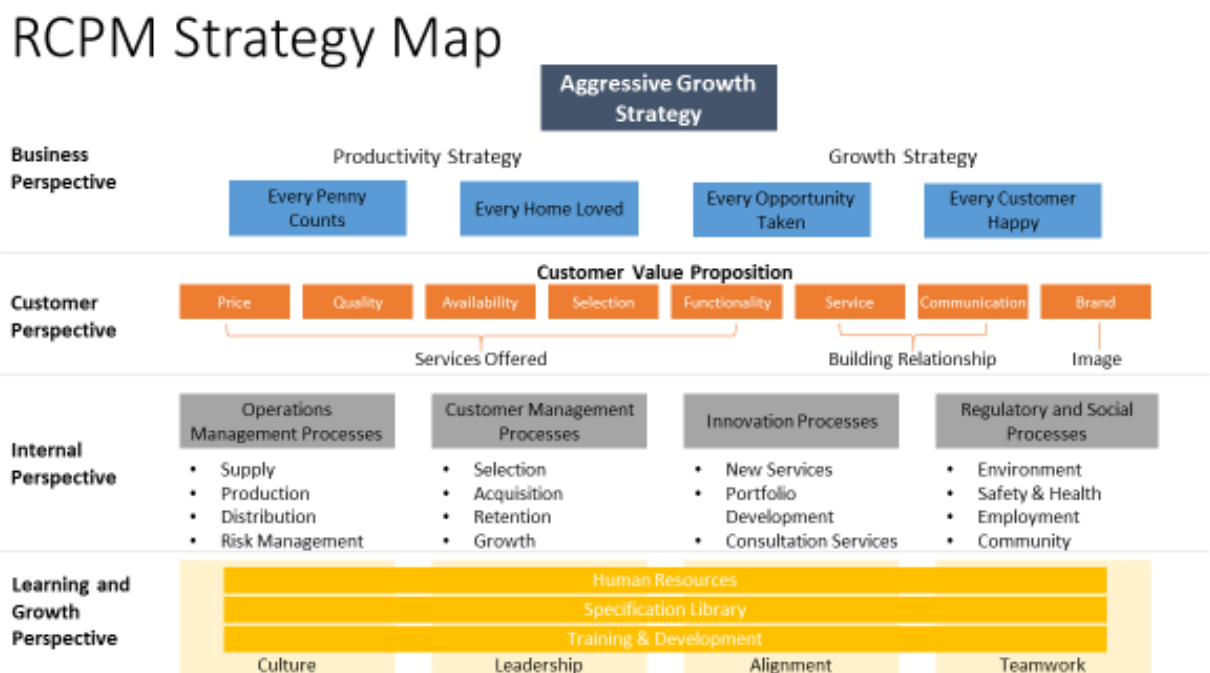 RCPM Strategy Map
Aggressive Growth
Strategy
Business
Perspective
Productivity Strategy
Growth Strategy
Every Penny
Counts
Every Home Loved
Every Opportunity
Taken
Every Customer
Happy
Customer Value Proposition
Customer
Perspective
Price
Quality
Availability
Selection
Functionality
Service
Communication
Brand
Services Offered
Building Relationship
Image
Internal
Perspective
Operations
Management Processes
• Supply
• Production
• Distribution
• Risk Management
Customer Management
Processes
• Selection
• Acquisition
• Retention
• Growth
Innovation Processes
• New Services
• Portfolio
Development
• Consultation Services
Regulatory and Social
Processes
• Environment
• Safety & Health
• Employment
• Community
Learning and
Growth
Perspective
Human Resources
Specification Library
Training & Development
Culture
Leadership
Alignment
Teamwork